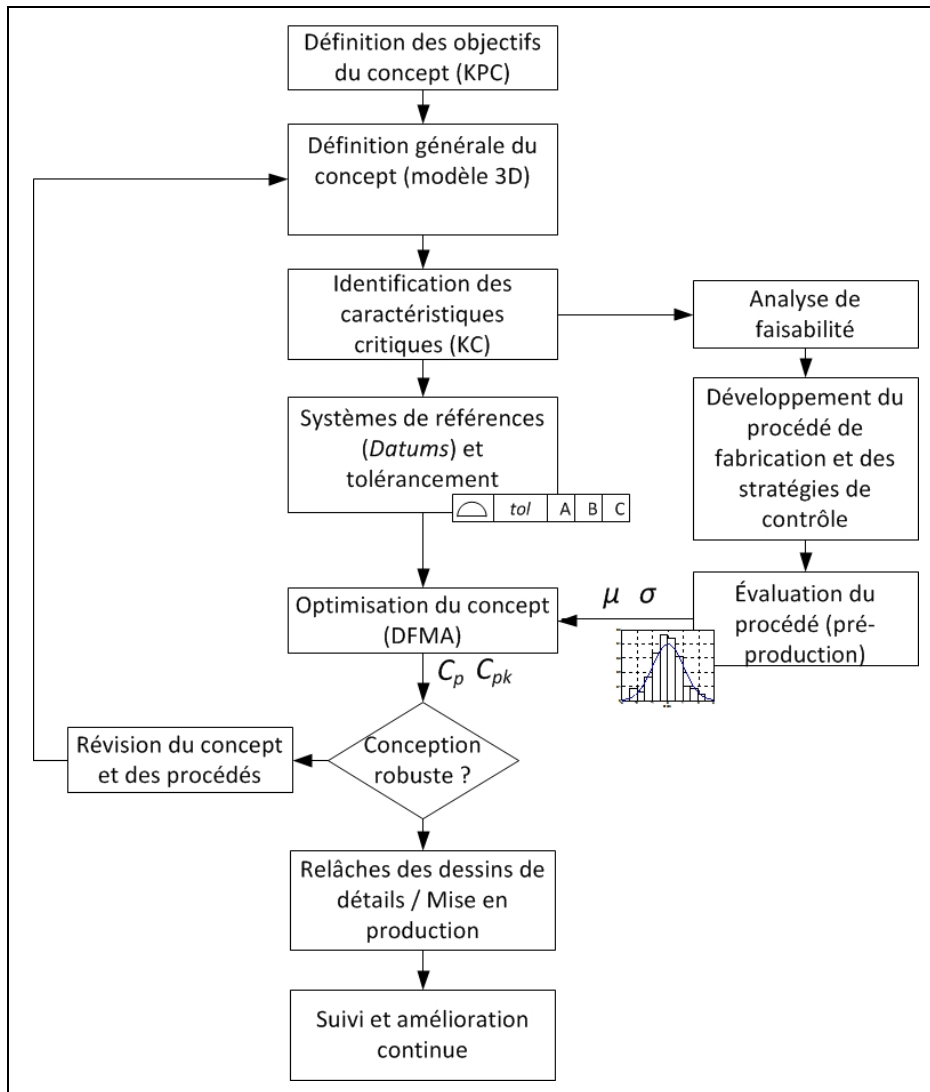 Définition des objectifs
du concept (KPC)
Définition générale du
concept (modèle 3D)
Identification des
caractéristiques
critiques (KC)
Analyse de
faisabilité
Systèmes de références
(Datums) et
tolérancement
tol A B C
Développement du
procédé de
fabrication et des
stratégies de
contrôle
Optimisation du concept
(DFMA)
μ σ
Évaluation du
procédé (pré-
production)
Cp Cpk
Révision du concept
et des procédés
Conception
robuste ?
Relâches des dessins de
détails / Mise en
production
Suivi et amélioration
continue